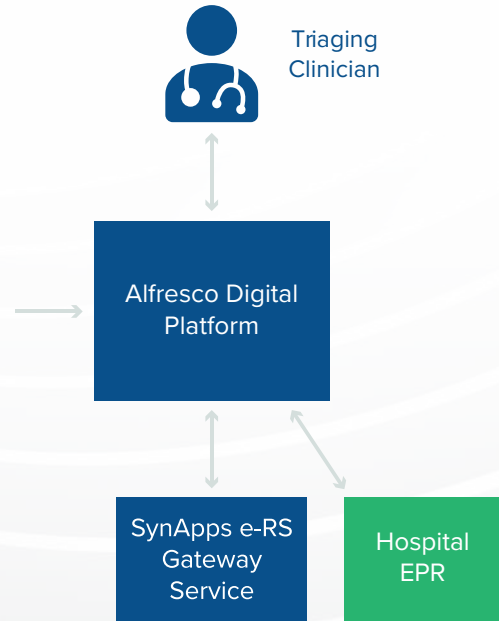 Triaging
Clinician
Alfresco Digital
Platform
SynApps e-RS
Gateway
Service
Hospital
EPR